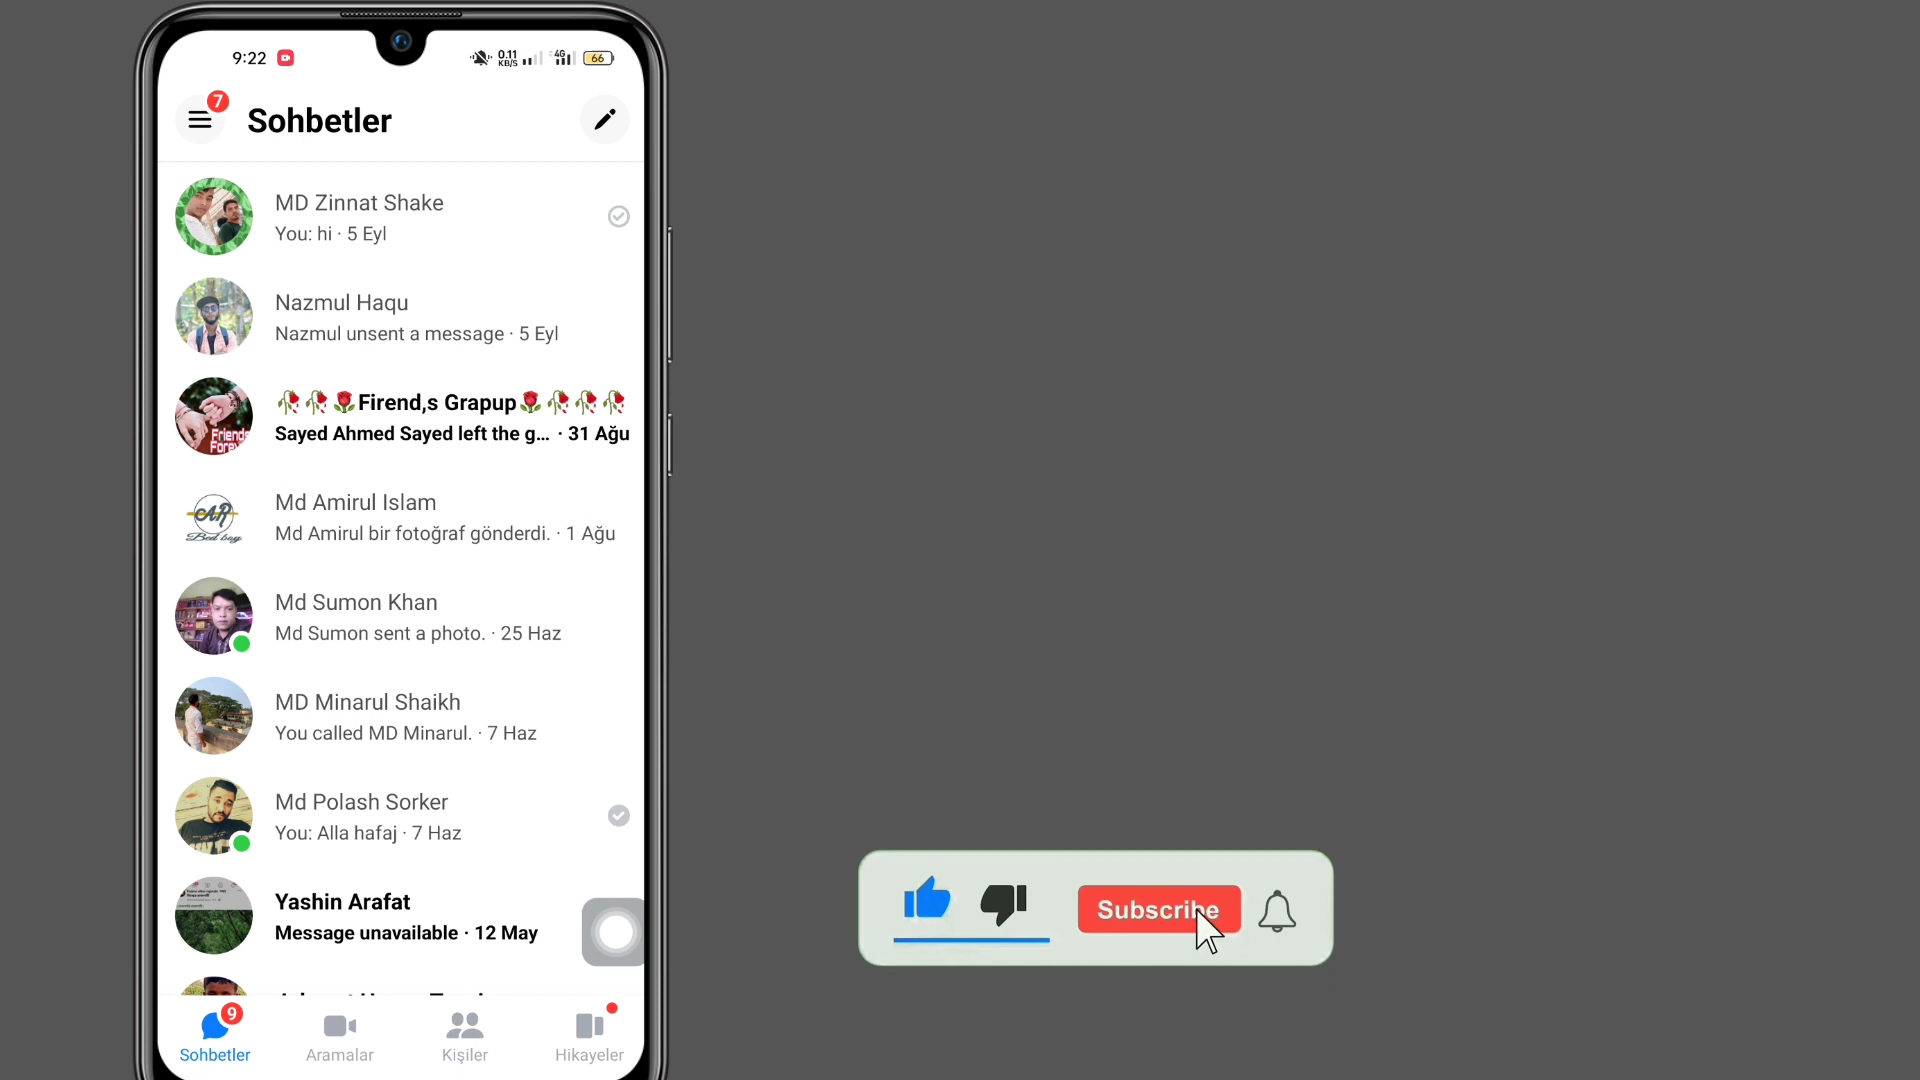 9:22
0.11
KB/S
4G
66
7
Sohbetler
MD Zinnat Shake
You: hi · 5 Eyl
Nazmul Haqu
Nazmul unsent a message · 5 Eyl
🥀🥀🌹Firend,s Grapup🌹🥀🥀🥀
Sayed Ahmed Sayed left the g... · 31 Ağu
Friends
AR
Bad boy
Md Amirul Islam
Md Amirul bir fotoğraf gönderdi. · 1 Ağu
Md Sumon Khan
Md Sumon sent a photo. · 25 Haz
MD Minarul Shaikh
You called MD Minarul. · 7 Haz
Md Polash Sorker
You: Alla hafaj · 7 Haz
Yashin Arafat
Message unavailable · 12 May
9
Sohbetler
Aramalar
Kişiler
Hikayeler
Subscribe